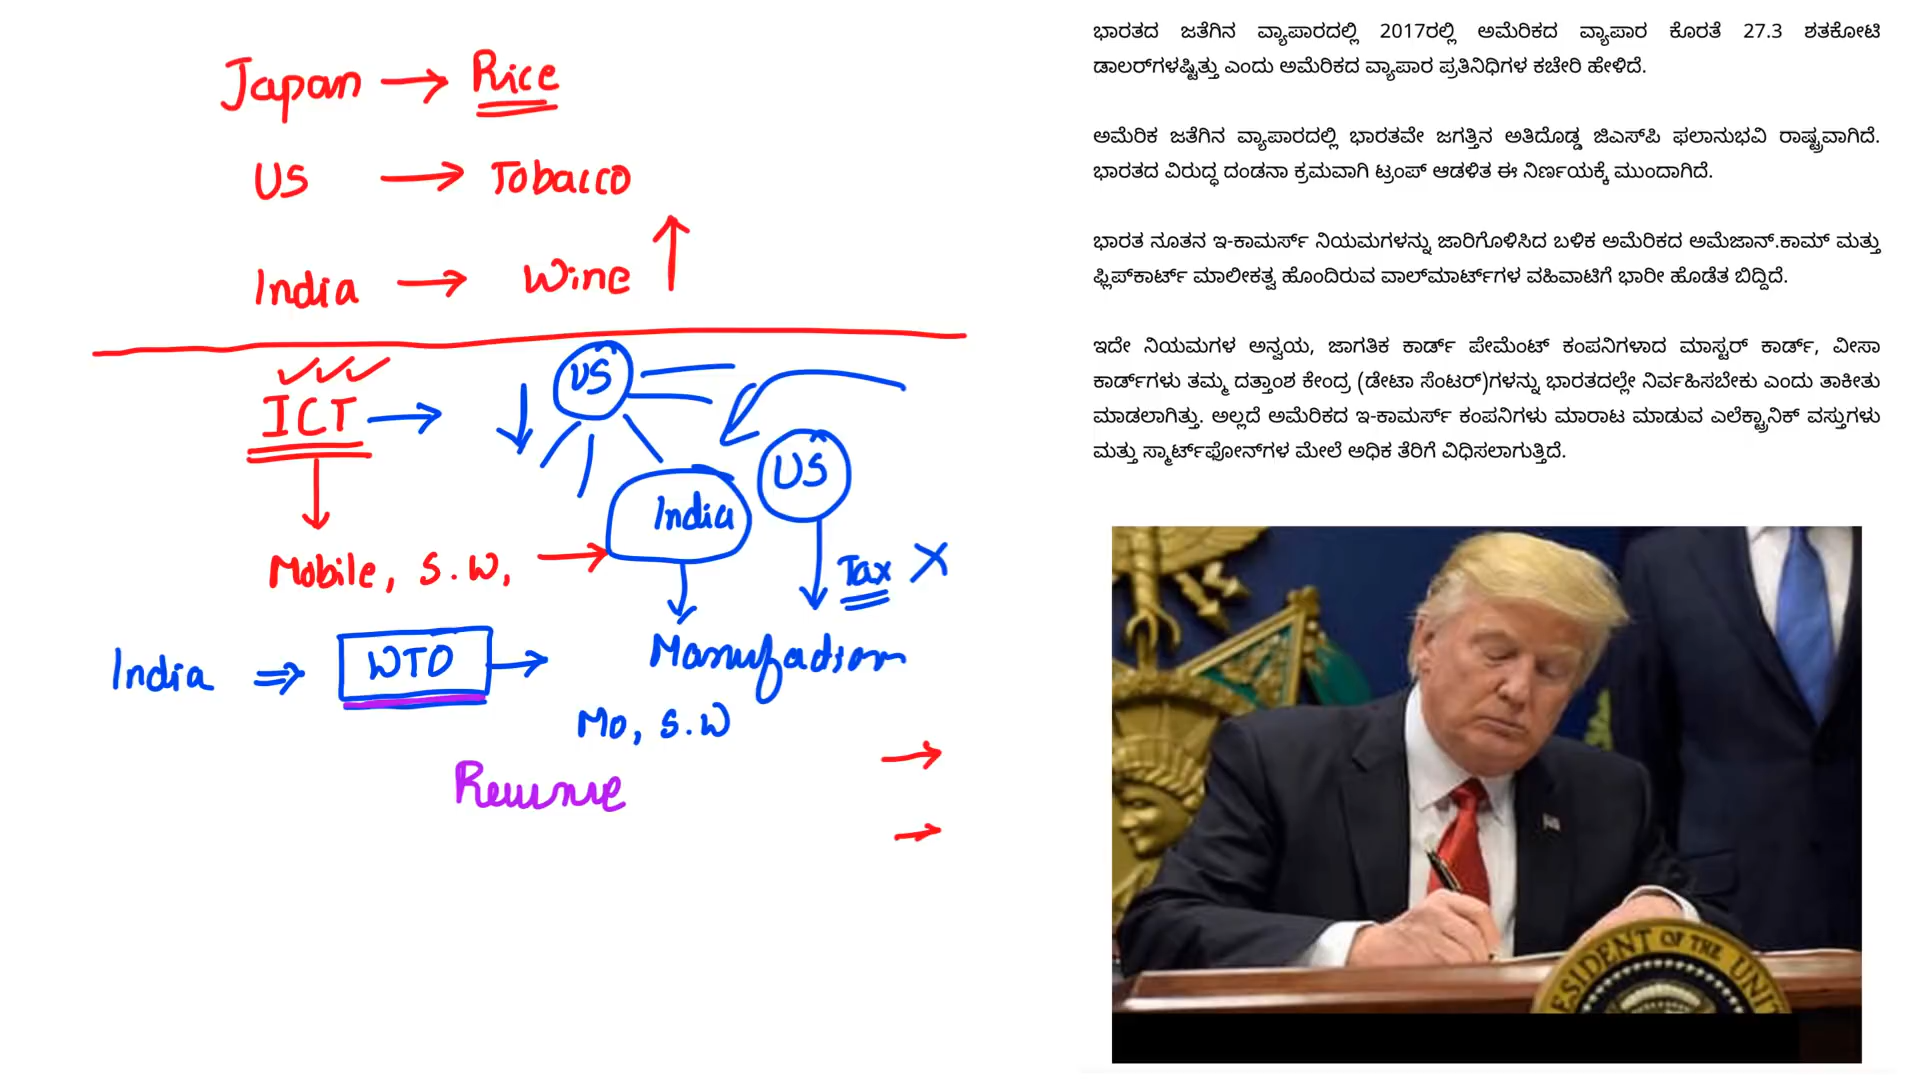 Japan → Rice
US → Tobacco
India → Wine ↑
ICT →
US
India
US
Mobile, S.W, →
Tax X
India ⇒ WTO →
Mo, S.W
Revenue
ಭಾರತದ ಜತೆಗಿನ ವ್ಯಾಪಾರದಲ್ಲಿ 2017ರಲ್ಲಿ ಅಮೆರಿಕದ ವ್ಯಾಪಾರ ಕೊರತೆ 27.3 ಶತಕೋಟಿ
ಡಾಲರ್‌ಗಳಷ್ಟಿತ್ತು ಎಂದು ಅಮೆರಿಕದ ವ್ಯಾಪಾರ ಪ್ರತಿನಿಧಿಗಳ ಕಚೇರಿ ಹೇಳಿದೆ.
ಅಮೆರಿಕ ಜತೆಗಿನ ವ್ಯಾಪಾರದಲ್ಲಿ ಭಾರತವೇ ಜಗತ್ತಿನ ಅತಿದೊಡ್ಡ ಜಿಎಸ್‌ಪಿ ಫಲಾನುಭವಿ ರಾಷ್ಟ್ರವಾಗಿದೆ.
ಭಾರತದ ವಿರುದ್ಧ ದಂಡನಾ ಕ್ರಮವಾಗಿ ಟ್ರಂಪ್ ಆಡಳಿತ ಈ ನಿರ್ಣಯಕ್ಕೆ ಮುಂದಾಗಿದೆ.
ಭಾರತ ನೂತನ ಇ-ಕಾಮರ್ಸ್ ನಿಯಮಗಳನ್ನು ಜಾರಿಗೊಳಿಸಿದ ಬಳಿಕ ಅಮೆರಿಕದ ಅಮೆಜಾನ್.ಕಾಮ್ ಮತ್ತು
ಫ್ಲಿಪ್‌ಕಾರ್ಟ್ ಮಾಲೀಕತ್ವ ಹೊಂದಿರುವ ವಾಲ್‌ಮಾರ್ಟ್‌ಗಳ ವಹಿವಾಟಿಗೆ ಭಾರೀ ಹೊಡೆತ ಬಿದ್ದಿದೆ.
ಇದೇ ನಿಯಮಗಳ ಅನ್ವಯ, ಜಾಗತಿಕ ಕಾರ್ಡ್ ಪೇಮೆಂಟ್ ಕಂಪನಿಗಳಾದ ಮಾಸ್ಟರ್ ಕಾರ್ಡ್, ವೀಸಾ
ಕಾರ್ಡ್‌ಗಳು ತಮ್ಮ ದತ್ತಾಂಶ ಕೇಂದ್ರ (ಡೇಟಾ ಸೆಂಟರ್)ಗಳನ್ನು ಭಾರತದಲ್ಲೇ ನಿರ್ವಹಿಸಬೇಕು ಎಂದು ತಾಕೀತು
ಮಾಡಲಾಗಿತ್ತು. ಅಲ್ಲದೆ ಅಮೆರಿಕದ ಇ-ಕಾಮರ್ಸ್ ಕಂಪನಿಗಳು ಮಾರಾಟ ಮಾಡುವ ಎಲೆಕ್ಟ್ರಾನಿಕ್ ವಸ್ತುಗಳು
ಮತ್ತು ಸ್ಮಾರ್ಟ್‌ಫೋನ್‌ಗಳ ಮೇಲೆ ಅಧಿಕ ತೆರಿಗೆ ವಿಧಿಸಲಾಗುತ್ತಿದೆ.
OF THE